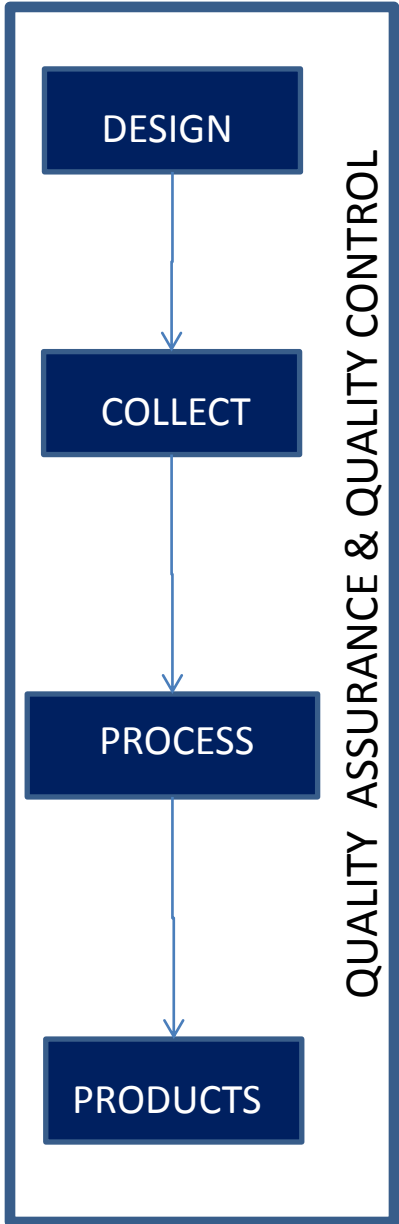 DESIGN
COLLECT
PROCESS
PRODUCTS
QUALITY ASSURANCE & QUALITY CONTROL